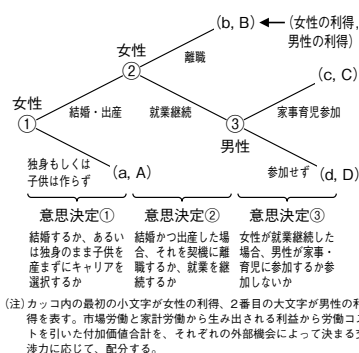 (b, B) ← (女性の利得,
男性の利得)
女性
②
離職
(c, C)
女性
①
結婚・出産
就業継続
③
家事育児参加
男性
独身もしくは
子供は作らず
(a, A)
参加せず
(d, D)
意思決定① 意思決定② 意思決定③
結婚するか、あるい
は独身のまま子供を
産まずにキャリアを
選択するか
結婚かつ出産した場
合、それを契機に離
職するか、就業を継
続するか
女性が就業継続した
場合、男性が家事・
育児に参加するか参
加しないか
(注)カッコ内の最初の小文字が女性の利得、2番目の大文字が男性の利
得を表す。市場労働と家計労働から生み出される利益から労働コス
トを引いた付加価値合計を、それぞれの外部機会によって決まる交
渉力に応じて、配分する。